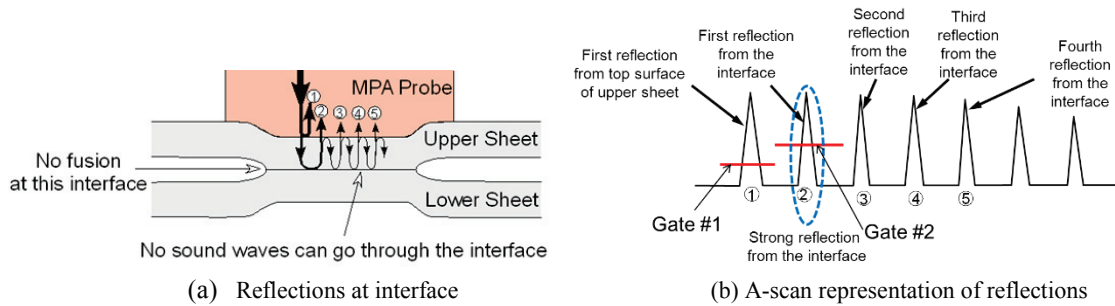 MPA Probe
①
②
③
④
⑤
Upper Sheet
No fusion
at this interface
Lower Sheet
No sound waves can go through the interface
(a) Reflections at interface
First reflection
from top surface
of upper sheet
First reflection
from the
interface
Second
reflection
from the
interface
Third
reflection
from the
interface
Fourth
reflection
from the
interface
①
②
③
④
⑤
Gate #1
Gate #2
Strong reflection
from the interface
(b) A-scan representation of reflections